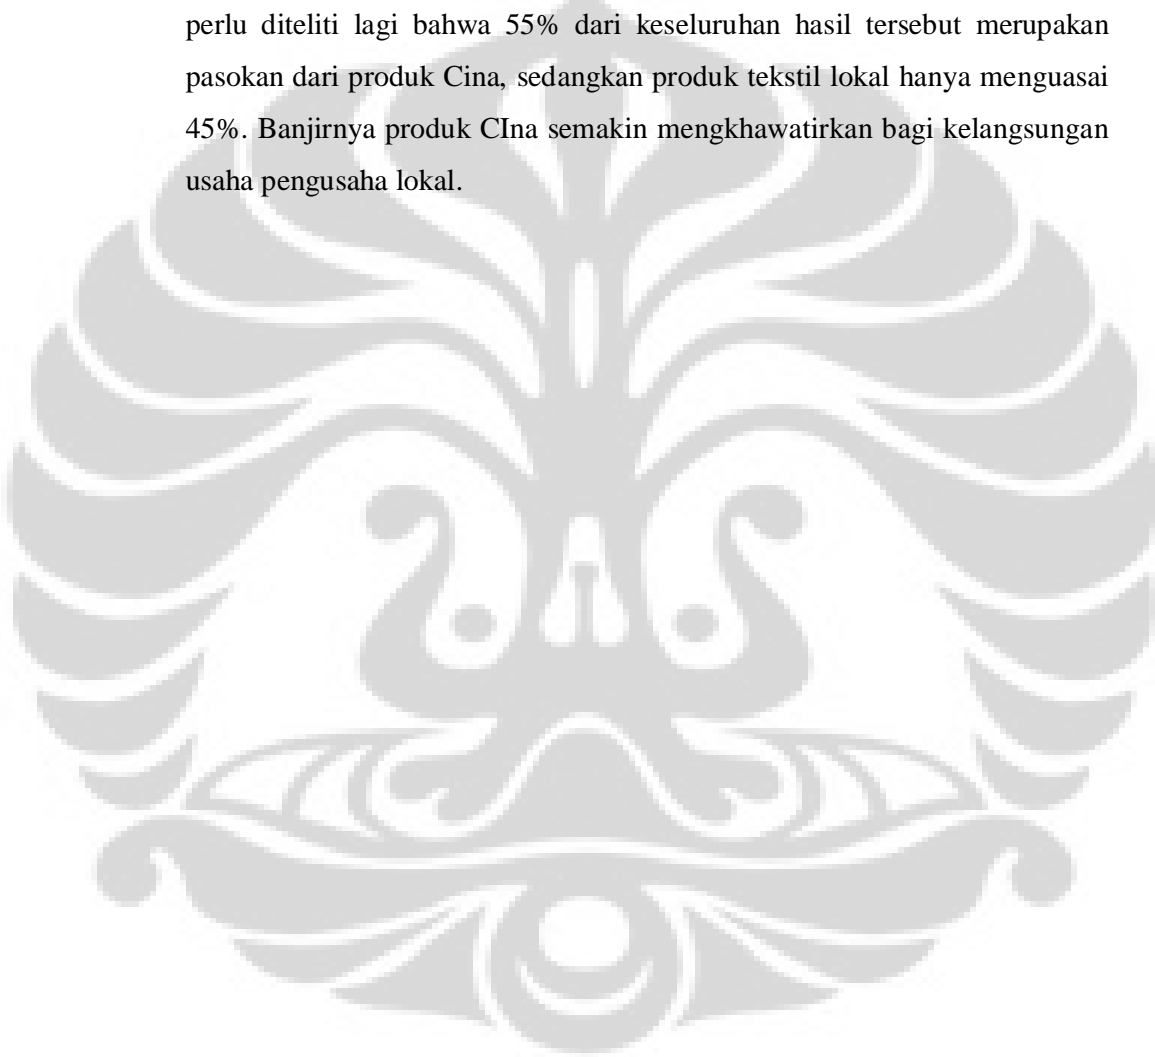 perlu diteliti lagi bahwa 55% dari keseluruhan hasil tersebut merupakan
pasokan dari produk Cina, sedangkan produk tekstil lokal hanya menguasai
45%. Banjirnya produk CIna semakin mengkhawatirkan bagi kelangsungan
usaha pengusaha lokal.